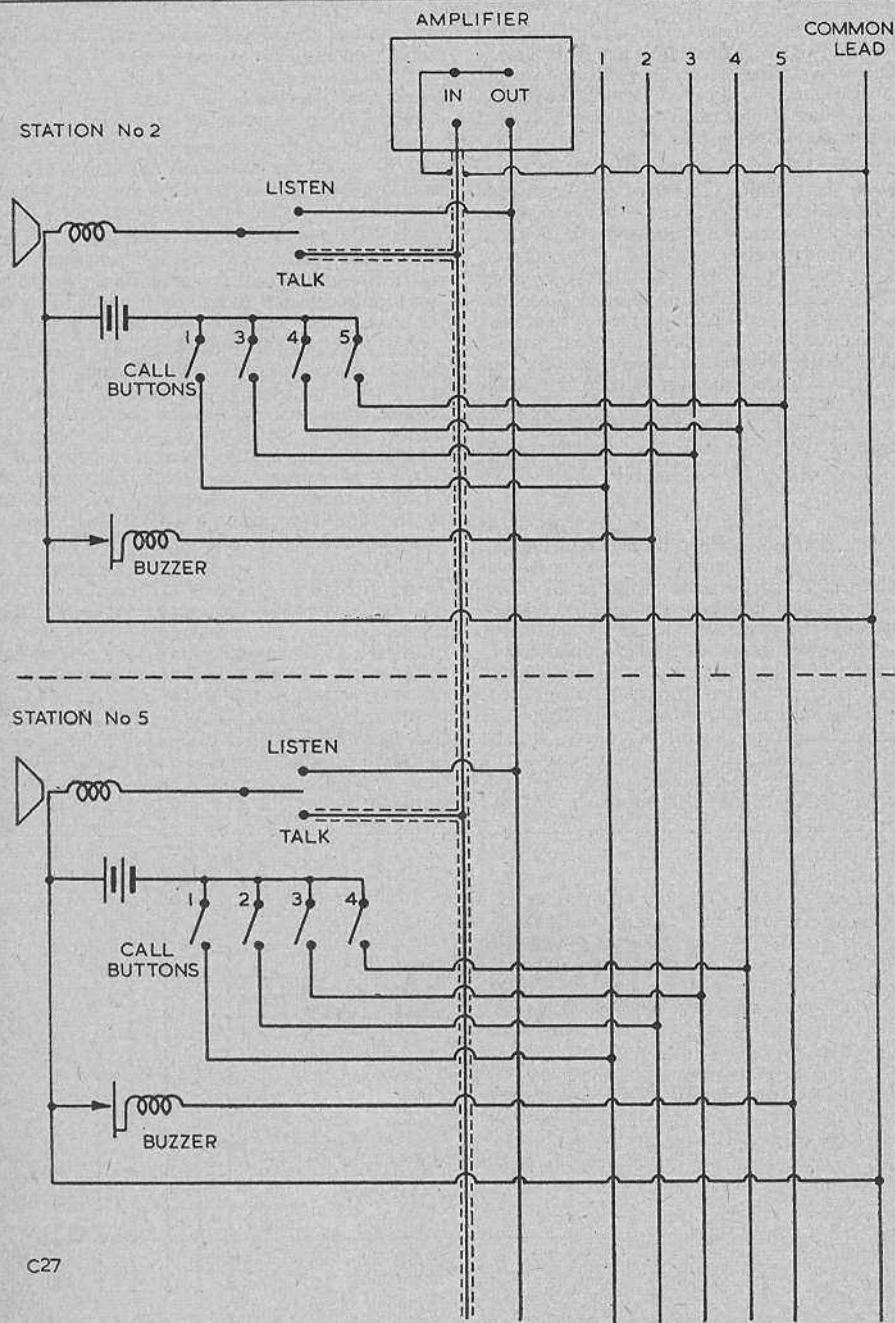 AMPLIFIER
COMMON
LEAD
1 2 3 4 5
IN OUT
STATION No 2
LISTEN
TALK
1 3 4 5
CALL
BUTTONS
BUZZER
STATION No 5
LISTEN
TALK
1 2 3 4
CALL
BUTTONS
BUZZER
C27